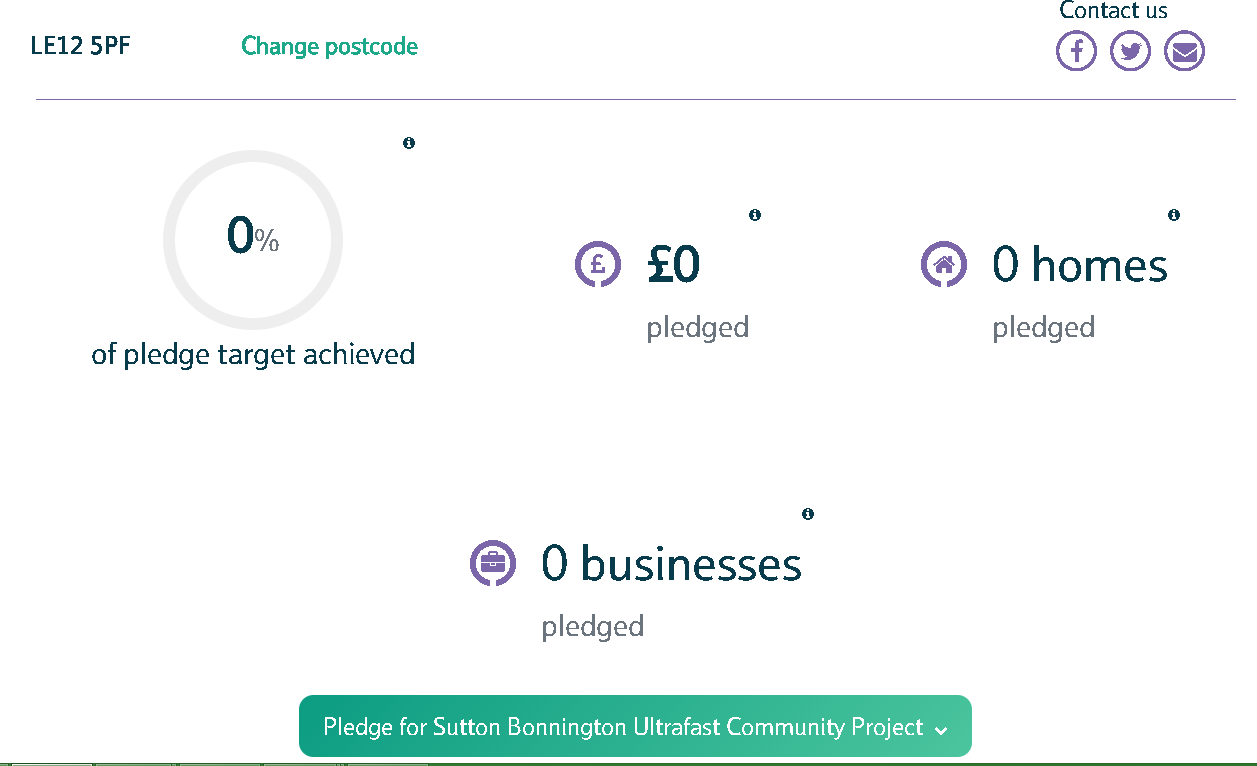 Contact us
LE12 5PF
Change postcode
0%
of pledge target achieved
£0
pledged
0 homes
pledged
0 businesses
pledged
Pledge for Sutton Bonnington Ultrafast Community Project